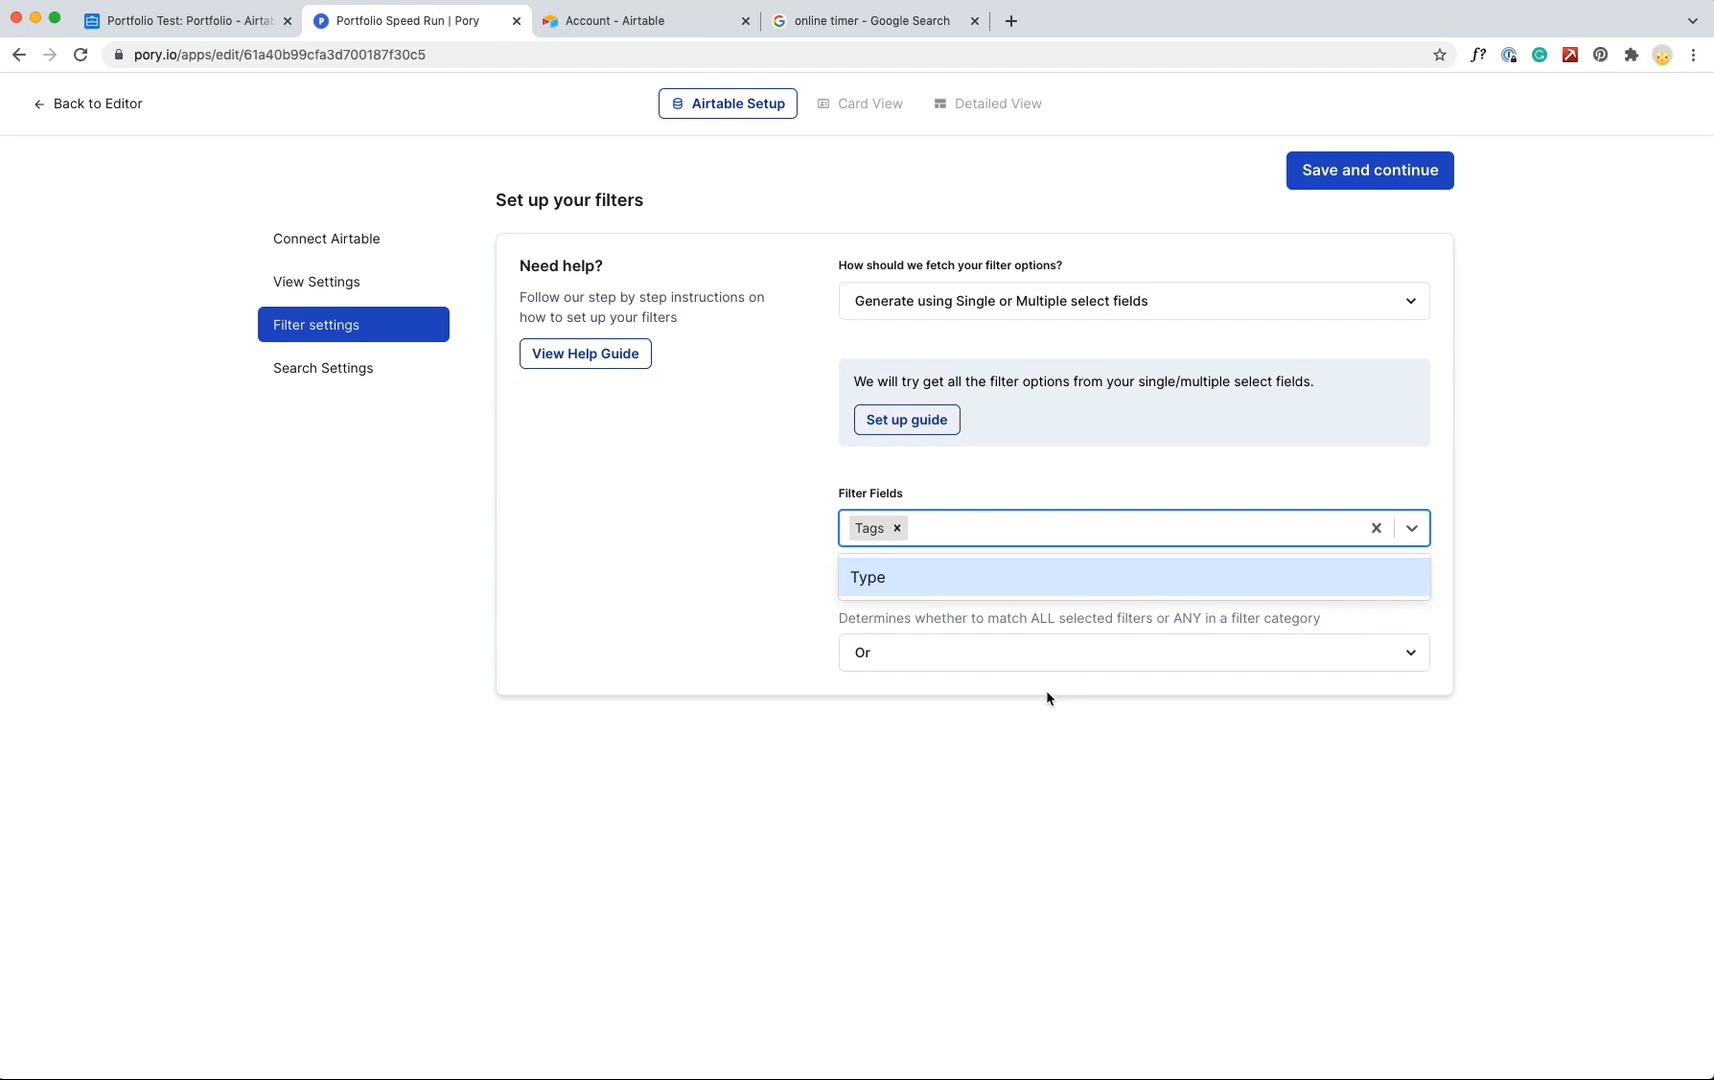 Portfolio Test: Portfolio - Airtab
Portfolio Speed Run | Pory
Account - Airtable
online timer - Google Search
pory.io/apps/edit/61a40b99cfa3d700187f30c5
f?
Back to Editor
Airtable Setup
Card View
Detailed View
Save and continue
Set up your filters
Connect Airtable
View Settings
Filter settings
Search Settings
Need help?
Follow our step by step instructions on
how to set up your filters
View Help Guide
How should we fetch your filter options?
Generate using Single or Multiple select fields
We will try get all the filter options from your single/multiple select fields.
Set up guide
Filter Fields
Tags
Type
Determines whether to match ALL selected filters or ANY in a filter category
Or